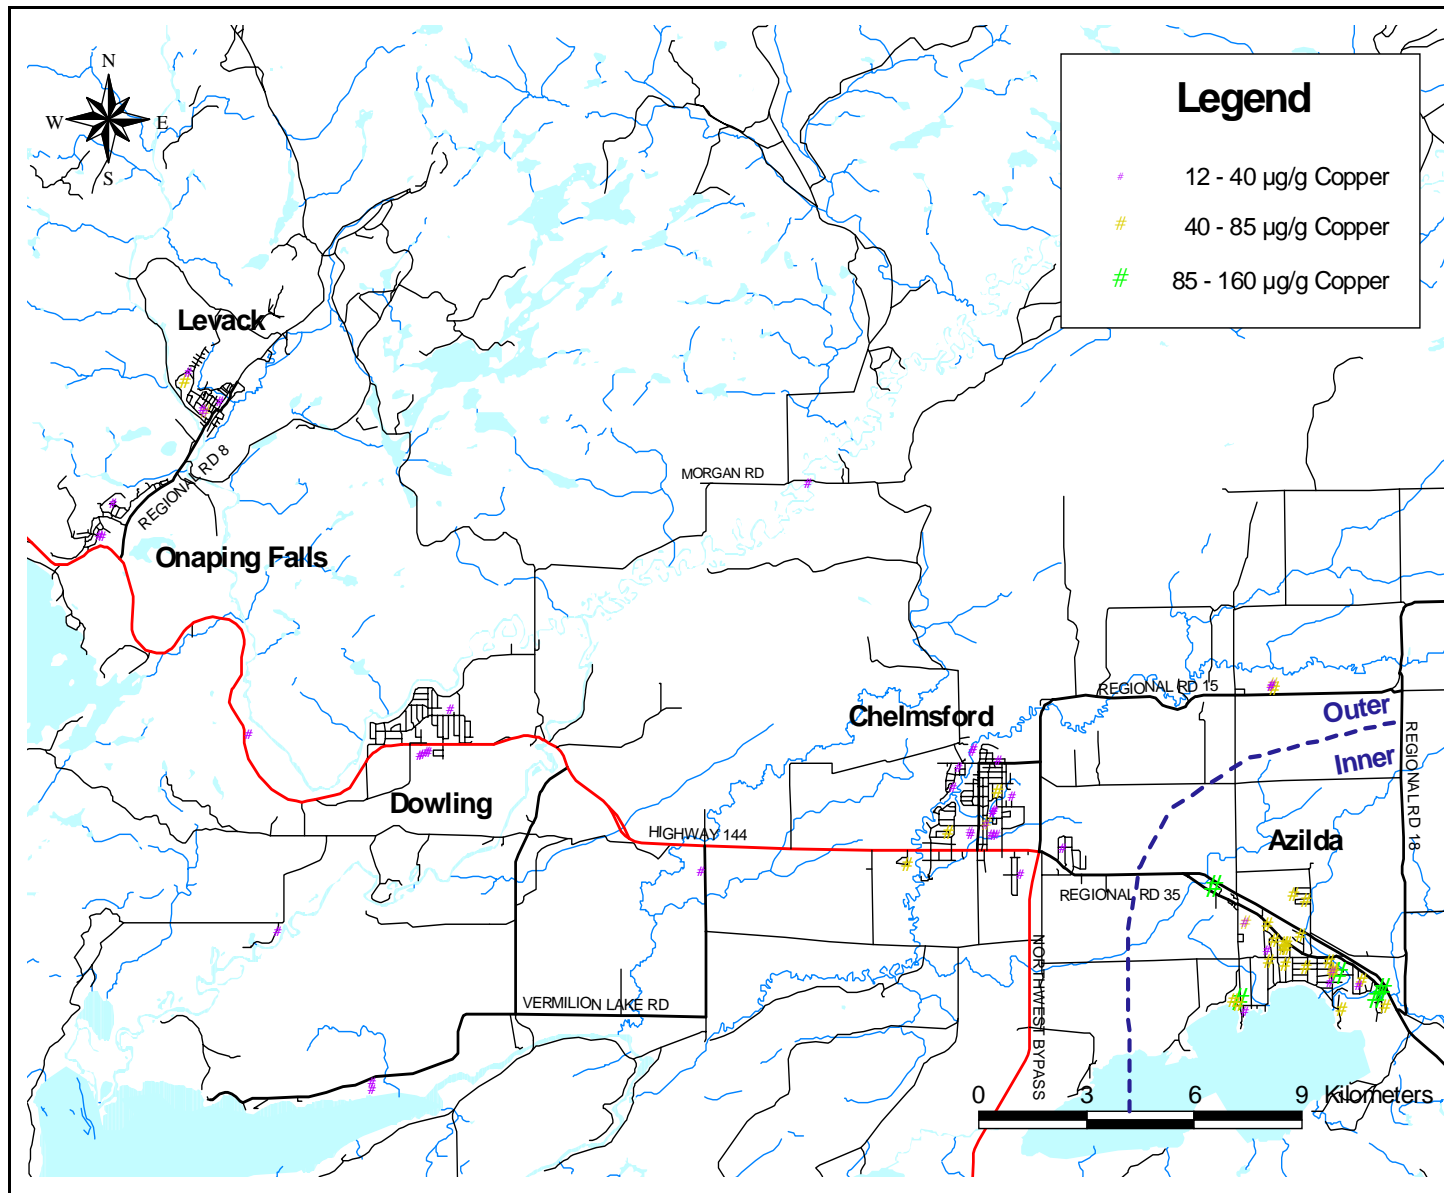 N
W E
S
Legend
# 12 - 40 µg/g Copper
# 40 - 85 µg/g Copper
# 85 - 160 µg/g Copper
Levack
REGIONAL RD 8
MORGAN RD
Onaping Falls
REGIONAL RD 15
Outer
Inner
REGIONAL RD 18
Chelmsford
Dowling
HIGHWAY 144
Azilda
REGIONAL RD 35
NORTHWEST BYPASS
VERMILION LAKE RD
0 3 6 9 Kilometers